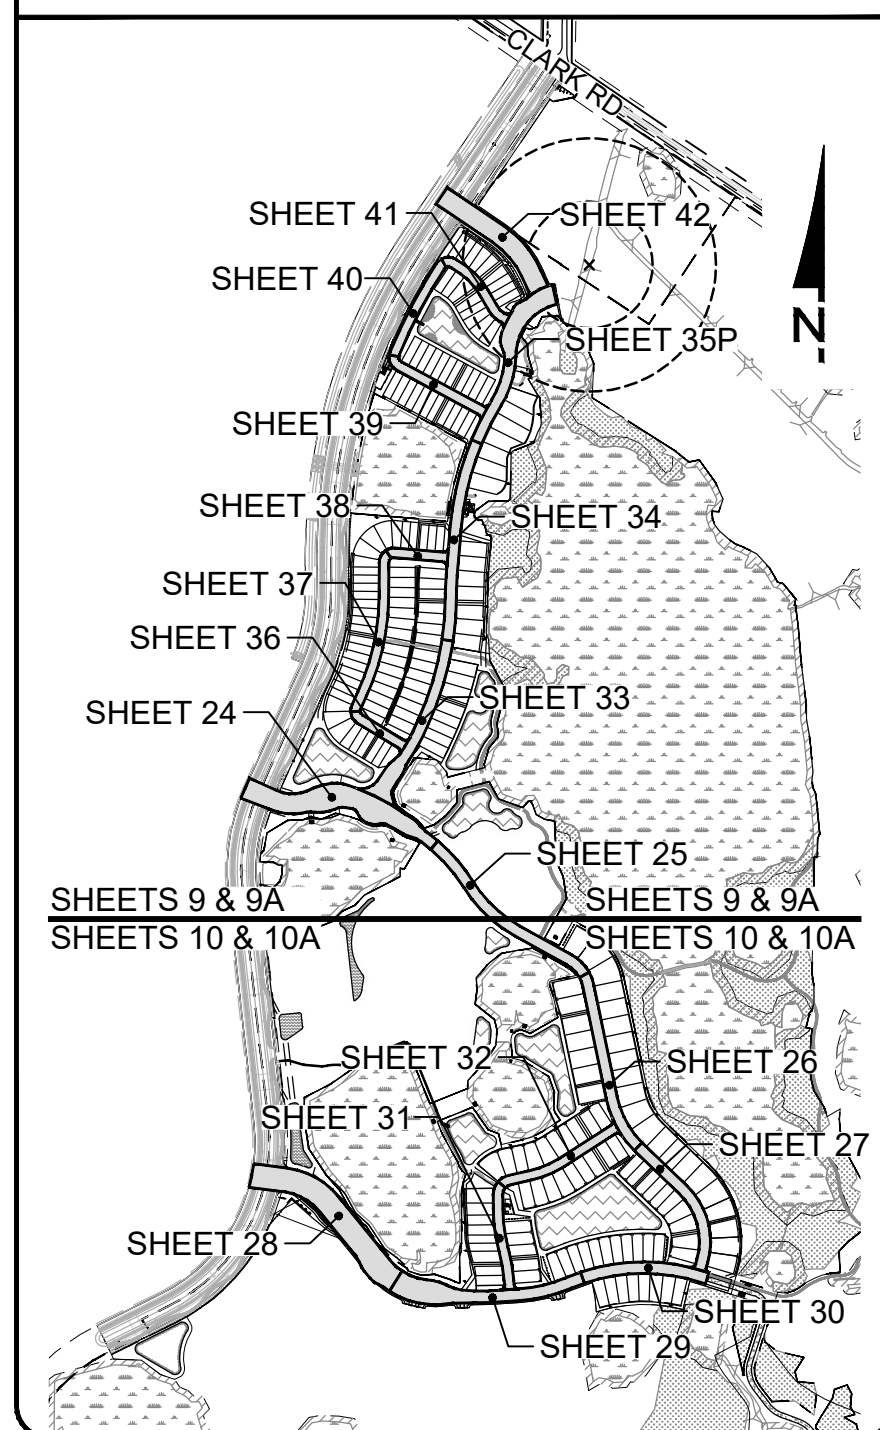 CLARK RD
SHEET 41
SHEET 42
SHEET 40
N
SHEET 35P
SHEET 39
SHEET 38
SHEET 34
SHEET 37
SHEET 36
SHEET 33
SHEET 24
SHEET 25
SHEETS 9 & 9A
SHEETS 9 & 9A
SHEETS 10 & 10A
SHEETS 10 & 10A
SHEET 32
SHEET 26
SHEET 31
SHEET 27
SHEET 28
SHEET 30
SHEET 29